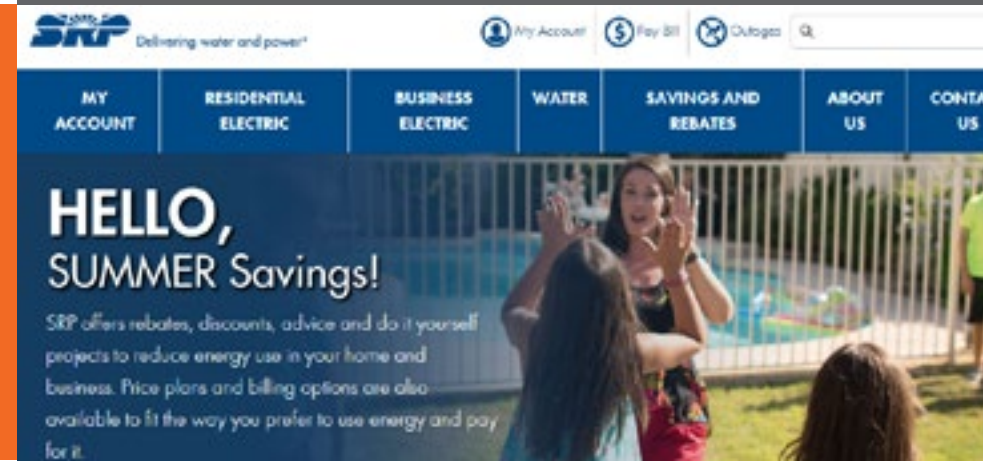 SRP Delivering water and power®
My Account Pay Bill Outages
MY ACCOUNT
RESIDENTIAL ELECTRIC
BUSINESS ELECTRIC
WATER
SAVINGS AND REBATES
ABOUT US
CONTA
US
HELLO,
SUMMER Savings!
SRP offers rebates, discounts, advice and do it yourself
projects to reduce energy use in your home and
business. Price plans and billing options are also
available to fit the way you prefer to use energy and pay
for it.